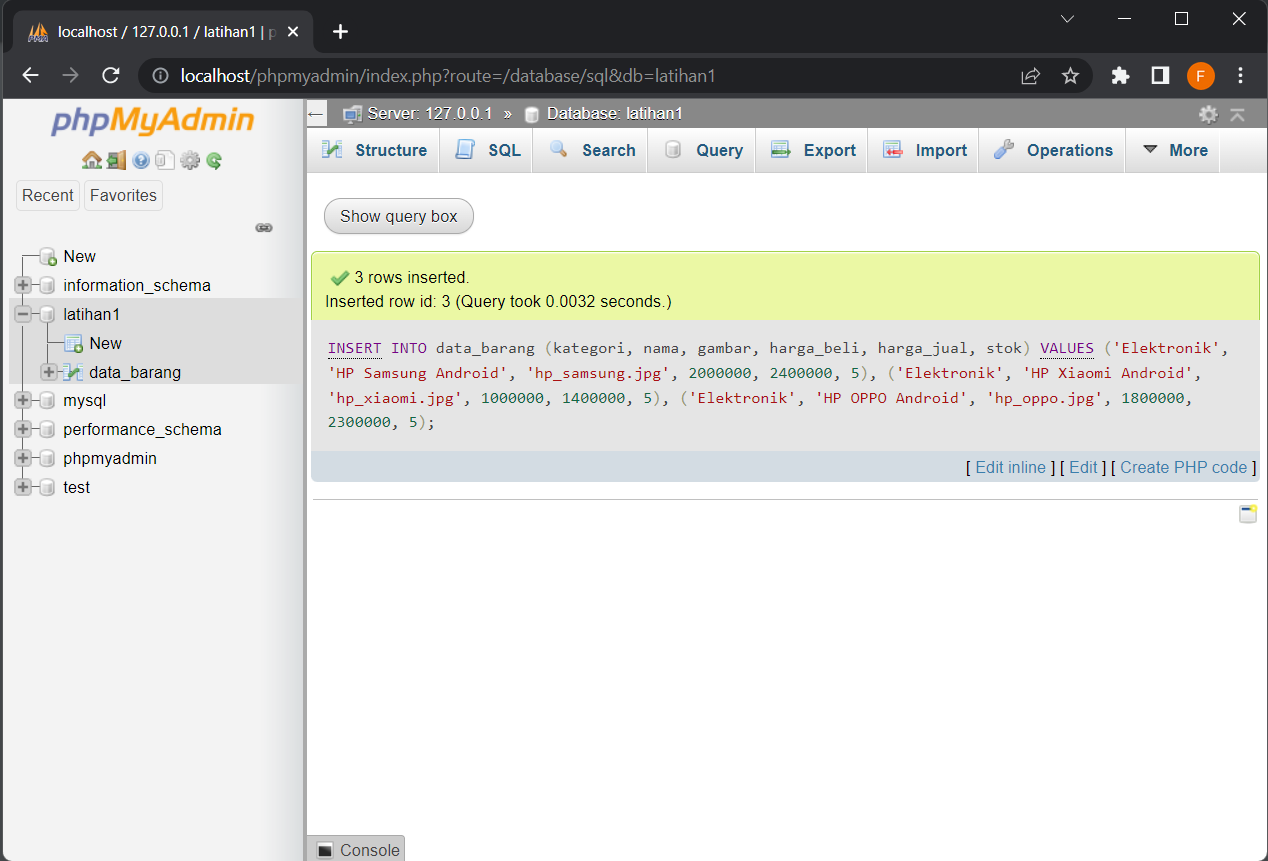 localhost / 127.0.0.1 / latihan1 | p
localhost/phpmyadmin/index.php?route=/database/sql&db=latihan1
F
phpMyAdmin
Recent
Favorites
New
information_schema
latihan1
New
data_barang
mysql
performance_schema
phpmyadmin
test
Server: 127.0.0.1 » Database: latihan1
Structure
SQL
Search
Query
Export
Import
Operations
More
Show query box
3 rows inserted.
Inserted row id: 3 (Query took 0.0032 seconds.)
INSERT INTO data_barang (kategori, nama, gambar, harga_beli, harga_jual, stok) VALUES ('Elektronik',
'HP Samsung Android', 'hp_samsung.jpg', 2000000, 2400000, 5), ('Elektronik', 'HP Xiaomi Android',
'hp_xiaomi.jpg', 1000000, 1400000, 5), ('Elektronik', 'HP OPPO Android', 'hp_oppo.jpg', 1800000,
2300000, 5);
[ Edit inline ] [ Edit ] [ Create PHP code ]
Console